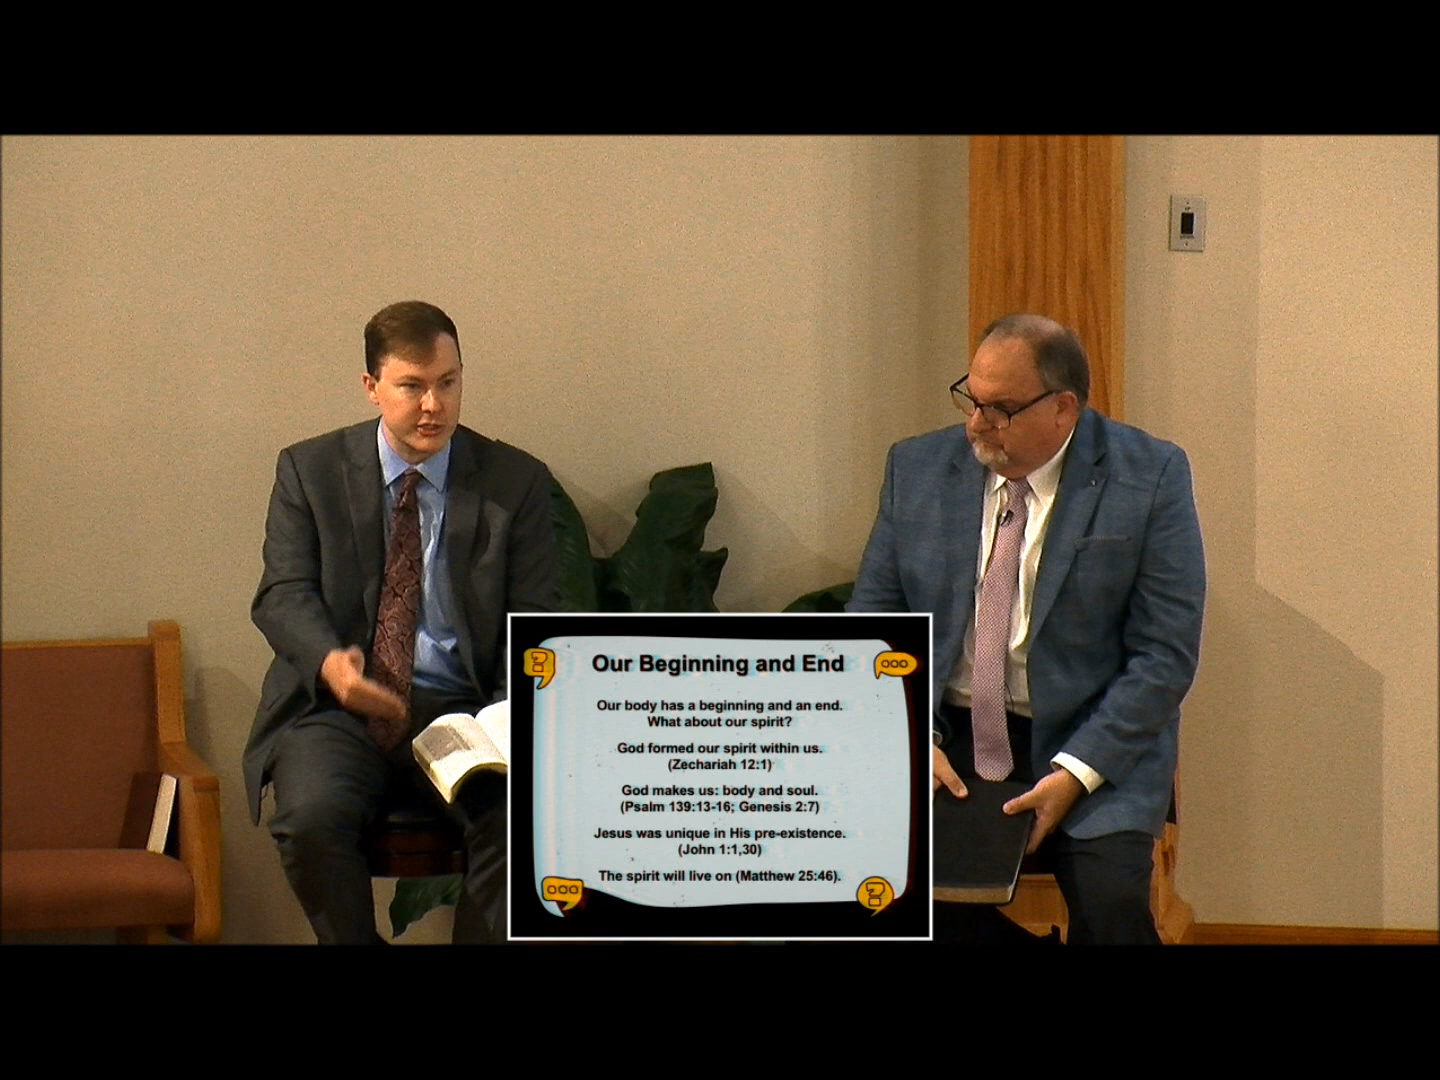 Our Beginning and End
Our body has a beginning and an end.
What about our spirit?
God formed our spirit within us.
(Zechariah 12:1)
God makes us: body and soul.
(Psalm 139:13-16; Genesis 2:7)
Jesus was unique in His pre-existence.
(John 1:1,30)
The spirit will live on (Matthew 25:46).